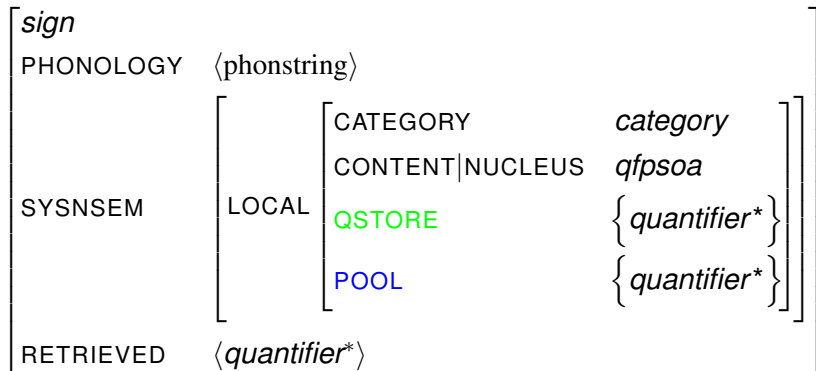 sign
PHONOLOGY ⟨phonstring⟩
CATEGORY category
CONTENT|NUCLEUS qfpsoa
SYSNSEM LOCAL QSTORE {quantifier*}
POOL {quantifier*}
RETRIEVED ⟨quantifier*⟩